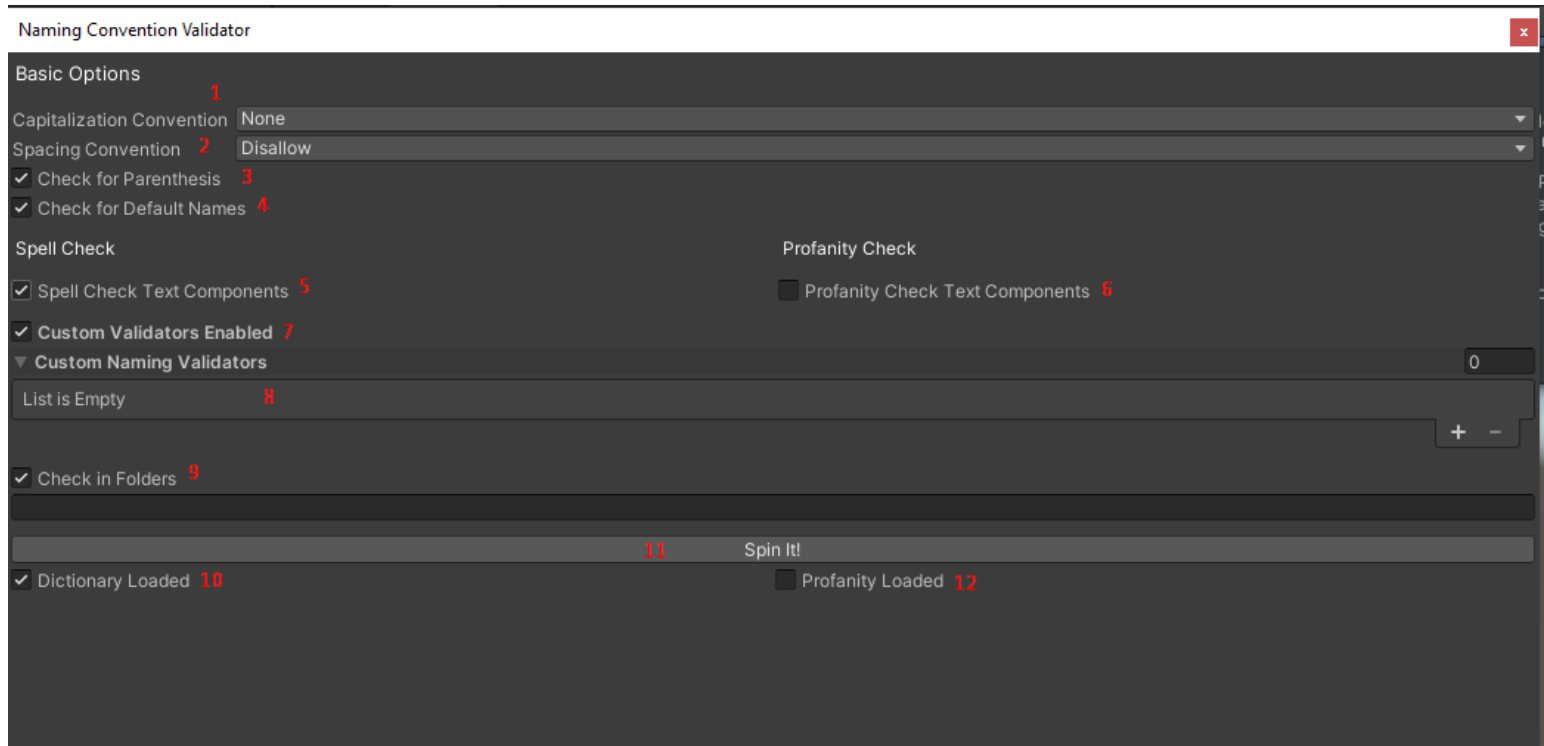 Naming Convention Validator x
Basic Options
1
Capitalization Convention None
Spacing Convention 2 Disallow
Check for Parenthesis 3
Check for Default Names 4
Spell Check Profanity Check
Spell Check Text Components 5 Profanity Check Text Components 6
Custom Validators Enabled 7
Custom Naming Validators 0
List is Empty 8
+ −
Check in Folders 9
11 Spin It!
Dictionary Loaded 10 Profanity Loaded 12